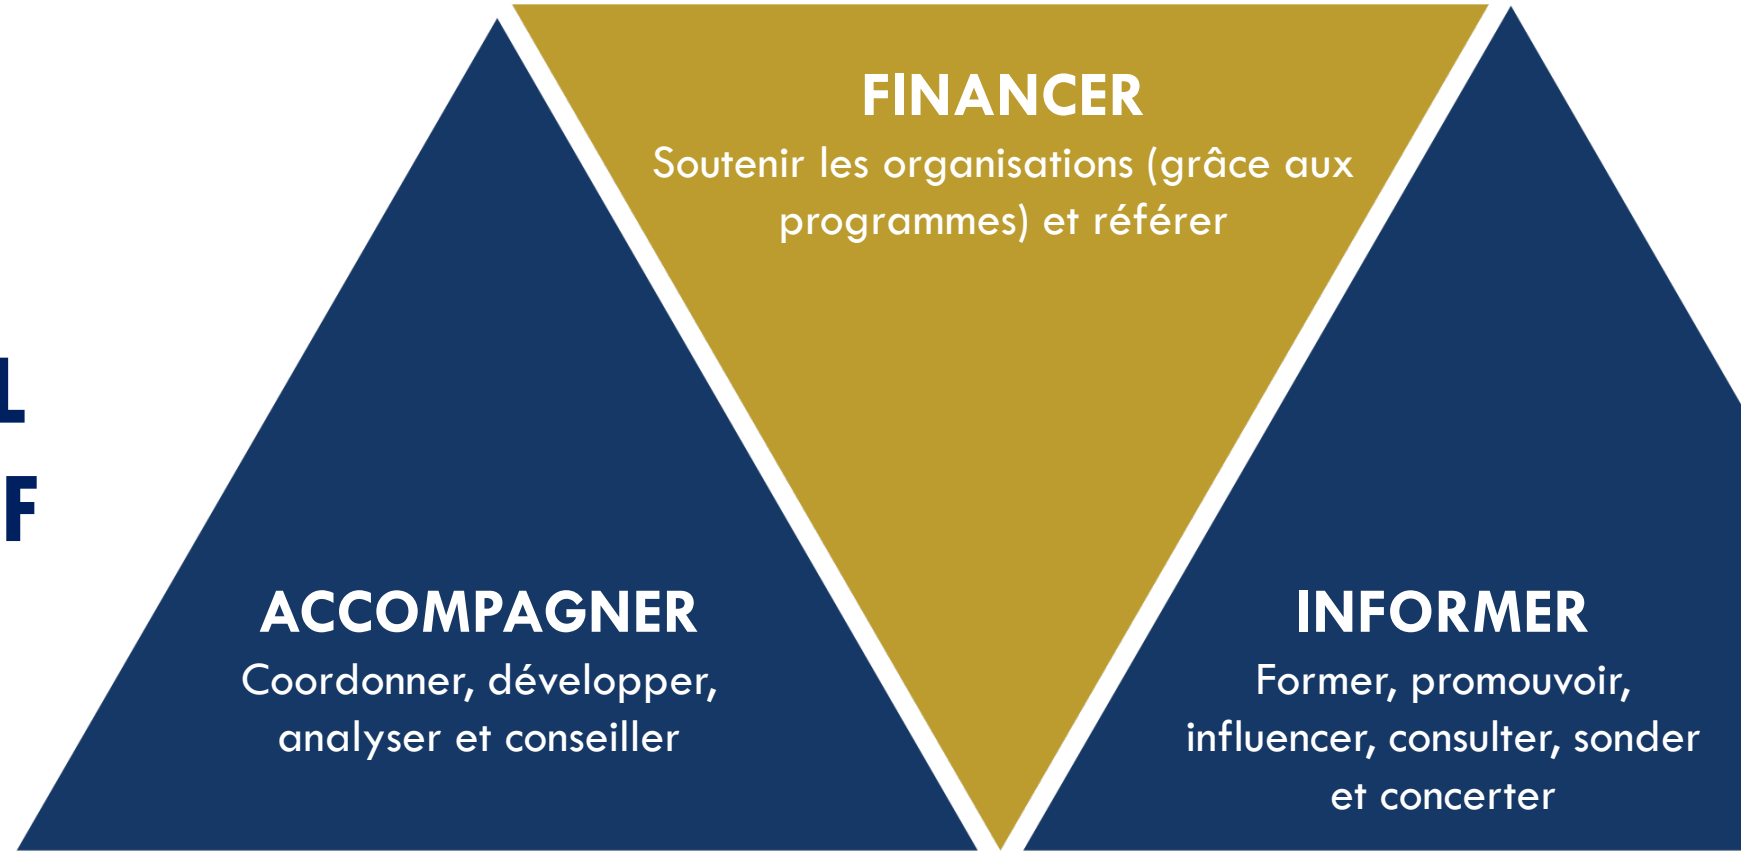 FINANCER
Soutenir les organisations (grâce aux
programmes) et référer
L
F
ACCOMPAGNER
Coordonner, développer,
analyser et conseiller
INFORMER
Former, promouvoir,
influencer, consulter, sonder
et concerter